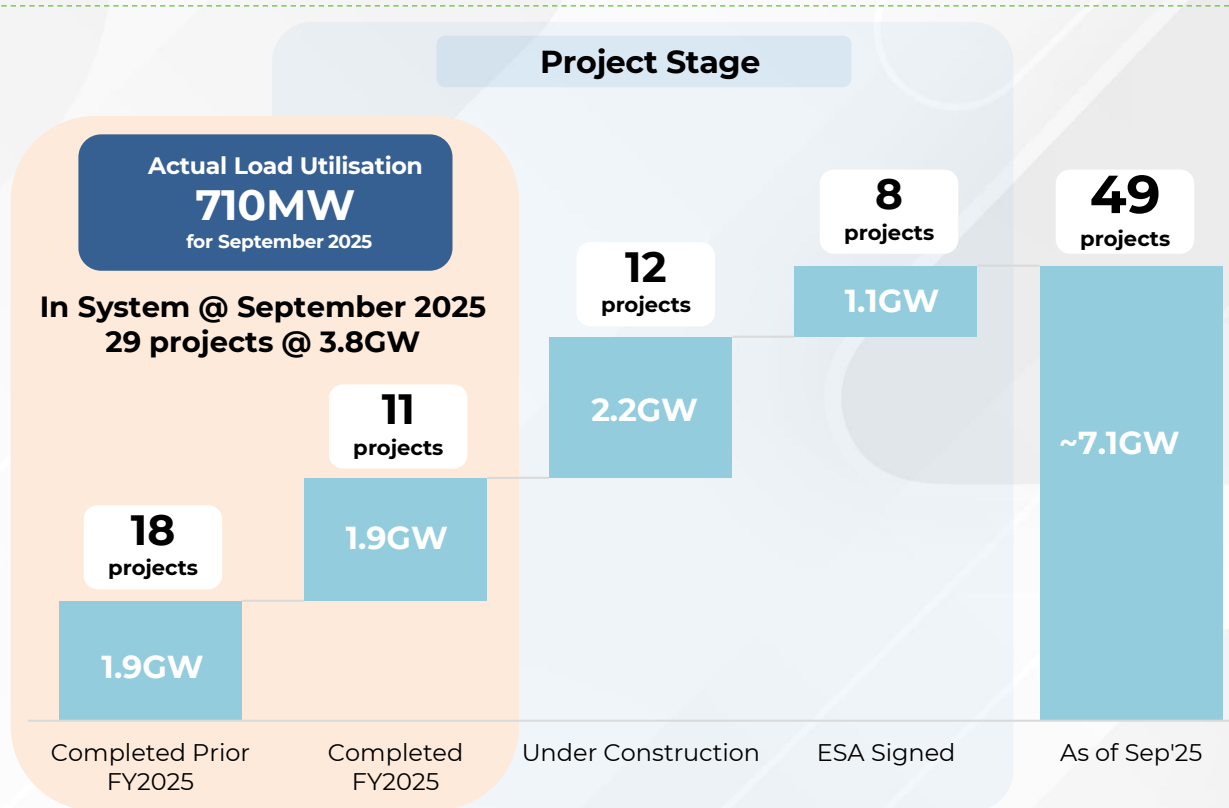 Project Stage
Actual Load Utilisation
710MW
for September 2025
In System @ September 2025
29 projects @ 3.8GW
18
projects
1.9GW
11
projects
1.9GW
12
projects
2.2GW
8
projects
1.1GW
49
projects
~7.1GW
Completed Prior
FY2025
Completed
FY2025
Under Construction
ESA Signed
As of Sep'25